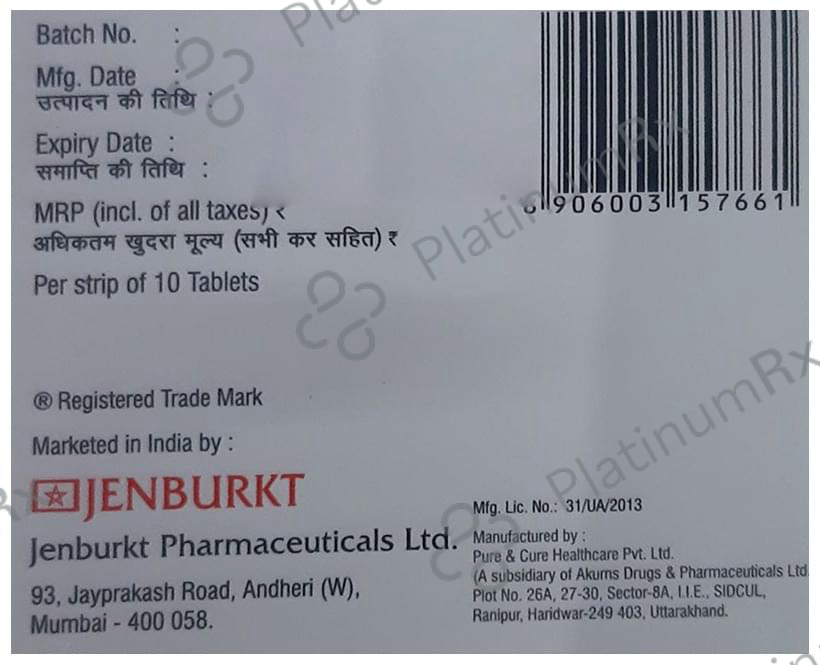 Batch No. :
Mfg. Date :
उत्पादन की तिथि :
Expiry Date :
समाप्ति की तिथि :
MRP (incl. of all taxes) ₹
अधिकतम खुदरा मूल्य (सभी कर सहित) ₹
Per strip of 10 Tablets
8 906003 157661
® Registered Trade Mark
Marketed in India by :
JENBURKT
Jenburkt Pharmaceuticals Ltd.
93, Jayprakash Road, Andheri (W),
Mumbai - 400 058.
Mfg. Lic. No.: 31/UA/2013
Manufactured by :
Pure & Cure Healthcare Pvt. Ltd.
(A subsidiary of Akums Drugs & Pharmaceuticals Ltd.
Plot No. 26A, 27-30, Sector-8A, I.I.E., SIDCUL,
Ranipur, Haridwar-249 403, Uttarakhand.
PlatinumRx
PlatinumRx